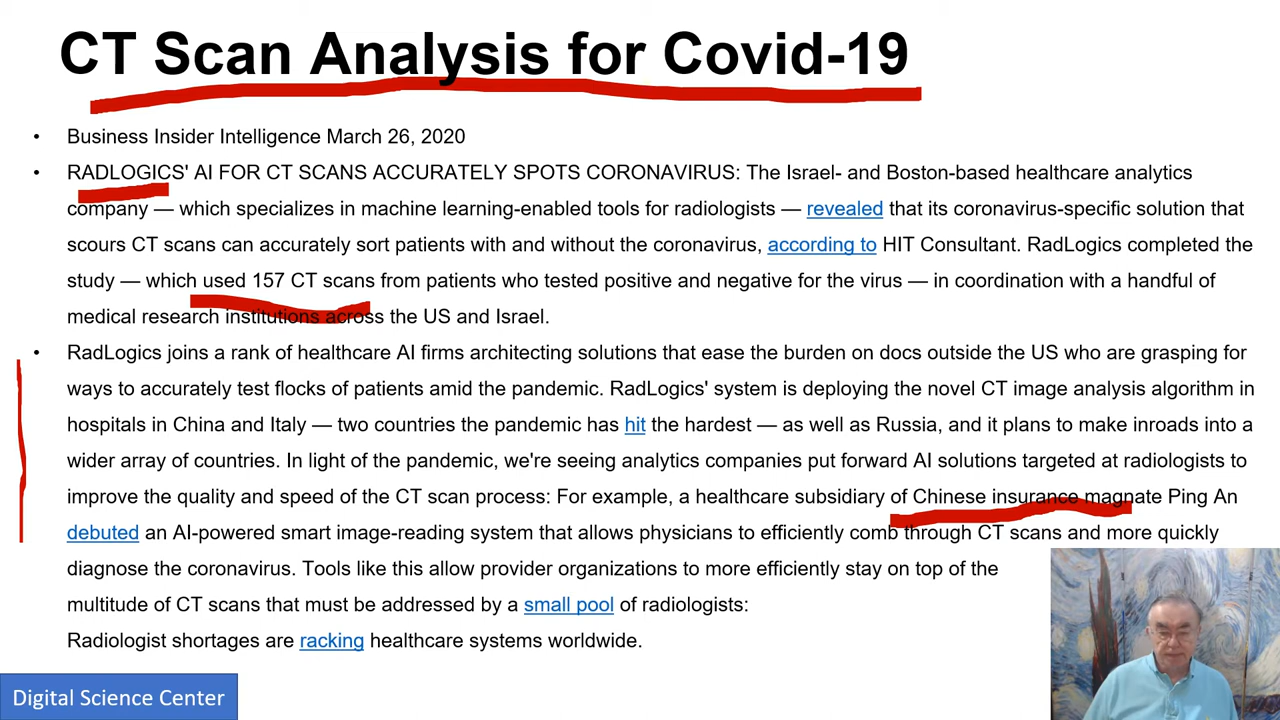 CT Scan Analysis for Covid-19
• Business Insider Intelligence March 26, 2020
• RADLOGICS' AI FOR CT SCANS ACCURATELY SPOTS CORONAVIRUS: The Israel- and Boston-based healthcare analytics
company — which specializes in machine learning-enabled tools for radiologists — revealed that its coronavirus-specific solution that
scours CT scans can accurately sort patients with and without the coronavirus, according to HIT Consultant. RadLogics completed the
study — which used 157 CT scans from patients who tested positive and negative for the virus — in coordination with a handful of
medical research institutions across the US and Israel.
• RadLogics joins a rank of healthcare AI firms architecting solutions that ease the burden on docs outside the US who are grasping for
ways to accurately test flocks of patients amid the pandemic. RadLogics' system is deploying the novel CT image analysis algorithm in
hospitals in China and Italy — two countries the pandemic has hit the hardest — as well as Russia, and it plans to make inroads into a
wider array of countries. In light of the pandemic, we're seeing analytics companies put forward AI solutions targeted at radiologists to
improve the quality and speed of the CT scan process: For example, a healthcare subsidiary of Chinese insurance magnate Ping An
debuted an AI-powered smart image-reading system that allows physicians to efficiently comb through CT scans and more quickly
diagnose the coronavirus. Tools like this allow provider organizations to more efficiently stay on top of the
multitude of CT scans that must be addressed by a small pool of radiologists:
Radiologist shortages are racking healthcare systems worldwide.
Digital Science Center